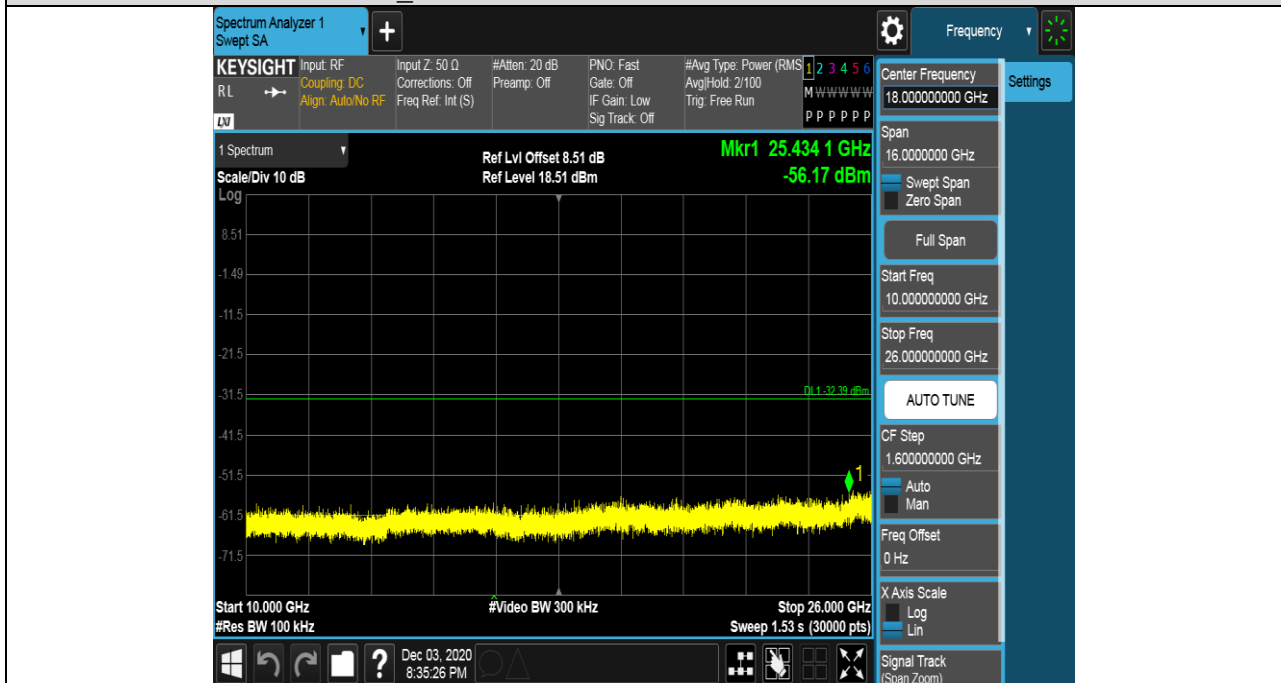 Spectrum Analyzer 1
Swept SA
Frequency
KEYSIGHT
RL
LXI
Input: RF
Coupling: DC
Align: Auto/No RF
Input Z: 50 Ω
Corrections: Off
Freq Ref: Int (S)
#Atten: 20 dB
Preamp: Off
PNO: Fast
Gate: Off
IF Gain: Low
Sig Track: Off
#Avg Type: Power (RMS
Avg|Hold: 2/100
Trig: Free Run
1 2 3 4 5 6
M W W W W W
P P P P P P
1 Spectrum
Scale/Div 10 dB
Log
Ref Lvl Offset 8.51 dB
Ref Level 18.51 dBm
Mkr1 25.434 1 GHz
-56.17 dBm
8.51
-1.49
-11.5
-21.5
-31.5
DL1 -32.39 dBm
-41.5
-51.5
1
-61.5
-71.5
Start 10.000 GHz
#Res BW 100 kHz
#Video BW 300 kHz
Stop 26.000 GHz
Sweep 1.53 s (30000 pts)
Dec 03, 2020
8:35:26 PM
Center Frequency
18.000000000 GHz
Span
16.0000000 GHz
Swept Span
Zero Span
Full Span
Start Freq
10.000000000 GHz
Stop Freq
26.000000000 GHz
AUTO TUNE
CF Step
1.600000000 GHz
Auto
Man
Freq Offset
0 Hz
X Axis Scale
Log
Lin
Signal Track
(Span Zoom)
Settings